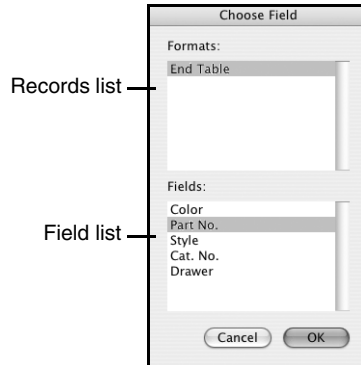 Choose Field
Formats:
End Table
Records list
Fields:
Color
Part No.
Field list
Style
Cat. No.
Drawer
Cancel
OK